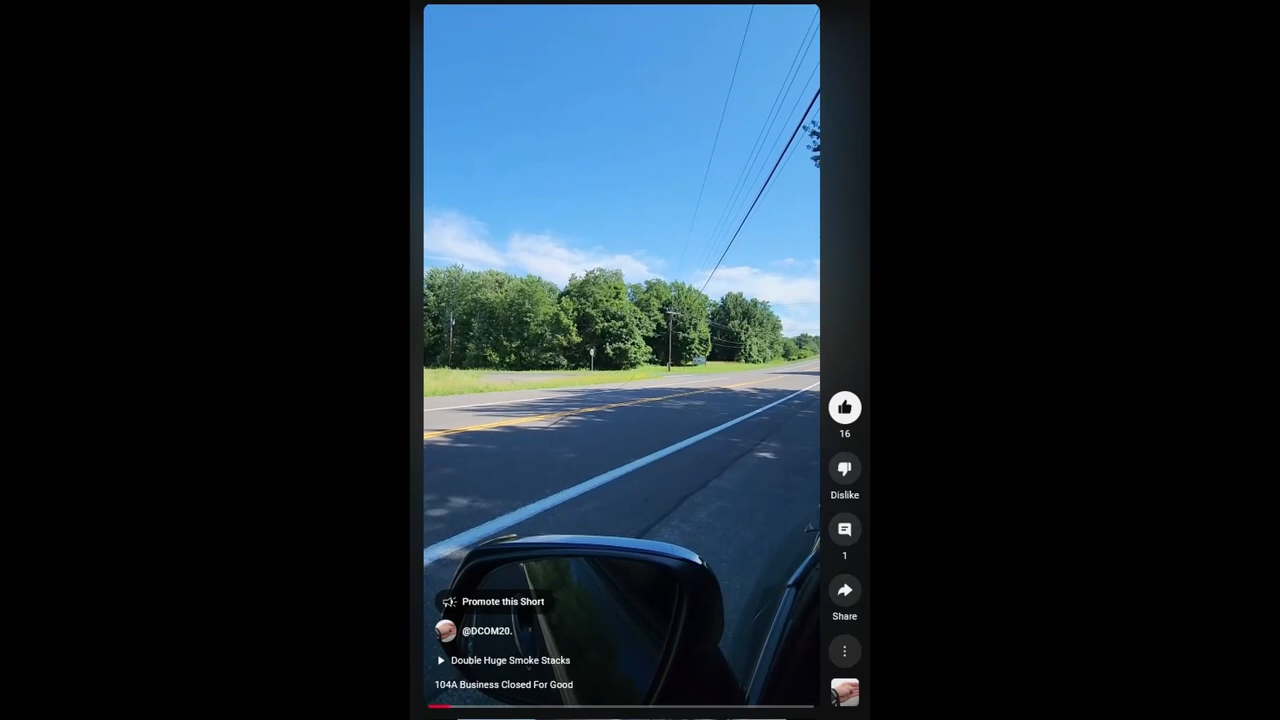 16
Dislike
1
Share
Promote this Short
@DCOM20.
Double Huge Smoke Stacks
104A Business Closed For Good